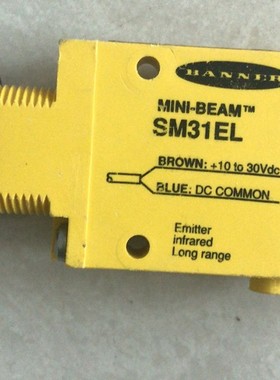 BANNER
MINI-BEAM™
SM31EL
BROWN: +10 to 30Vdc
BLUE: DC COMMON
Emitter
infrared
Long range